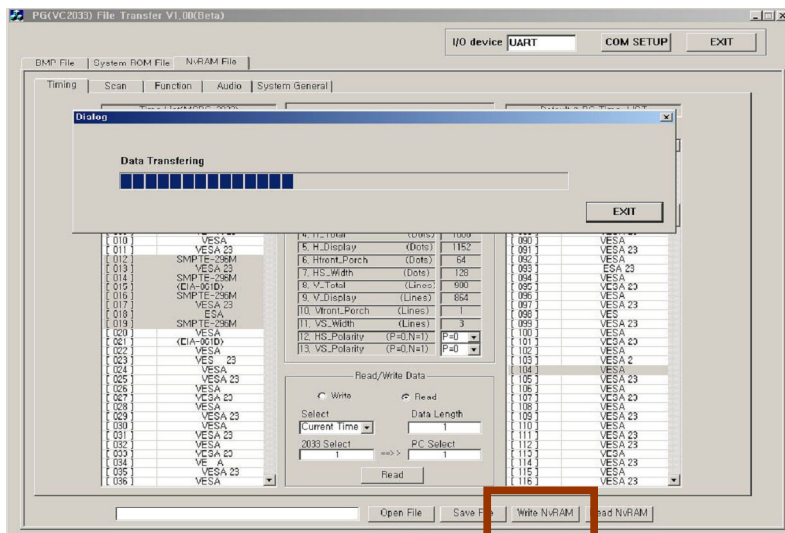 PG(VC2033) File Transfer V1.00(Beta)
I/O device UART COM SETUP EXIT
BMP File System ROM File NvRAM File
Timing Scan Function Audio System General
Dialog
Data Transfering
EXIT
[ 010 ] VESA
[ 011 ] VESA 23
[ 012 ] SMPTE-296M
[ 013 ] VESA 23
[ 014 ] SMPTE-296M
[ 015 ] (EIA-861D)
[ 016 ] SMPTE-296M
[ 017 ] VESA 23
[ 018 ] ESA
[ 019 ] SMPTE-296M
[ 020 ] VESA
[ 021 ] (EIA-861D)
[ 022 ] VESA
[ 023 ] VES 23
[ 024 ] VESA
[ 025 ] VESA 23
[ 026 ] VESA
[ 027 ] VESA 23
[ 028 ] VESA
[ 029 ] VESA 23
[ 030 ] VESA
[ 031 ] VESA 23
[ 032 ] VESA
[ 033 ] VESA 23
[ 034 ] VE A
[ 035 ] VESA 23
[ 036 ] VESA
4, H_Total (Dots)
5, H_Display (Dots) 1152
6, Hfront_Porch (Dots) 64
7, HS_Width (Dots) 128
8, V_Total (Lines) 900
9, V_Display (Lines) 864
10, Vfront_Porch (Lines) 1
11, VS_Width (Lines) 3
12, HS_Polarity (P=0,N=1) P=0
13, VS_Polarity (P=0,N=1) P=0
Read/Write Data
Write Read
Select Data Length
Current Time 1
2033 Select PC Select
1 ==>> 1
Read
[ 090 ] VESA
[ 091 ] VESA 23
[ 092 ] VESA
[ 093 ] ESA 23
[ 094 ] VESA
[ 095 ] VESA 23
[ 096 ] VESA
[ 097 ] VESA 23
[ 098 ] VES
[ 099 ] VESA 23
[ 100 ] VESA
[ 101 ] VESA 23
[ 102 ] VESA
[ 103 ] VESA 2
[ 104 ] VESA
[ 105 ] VESA 23
[ 106 ] VESA
[ 107 ] VESA 23
[ 108 ] VESA
[ 109 ] VESA 23
[ 110 ] VESA
[ 111 ] VESA 23
[ 112 ] VESA
[ 113 ] VESA
[ 114 ] VESA 23
[ 115 ] VESA
[ 116 ] VESA 23
Open File Save File Write NvRAM ead NvRAM